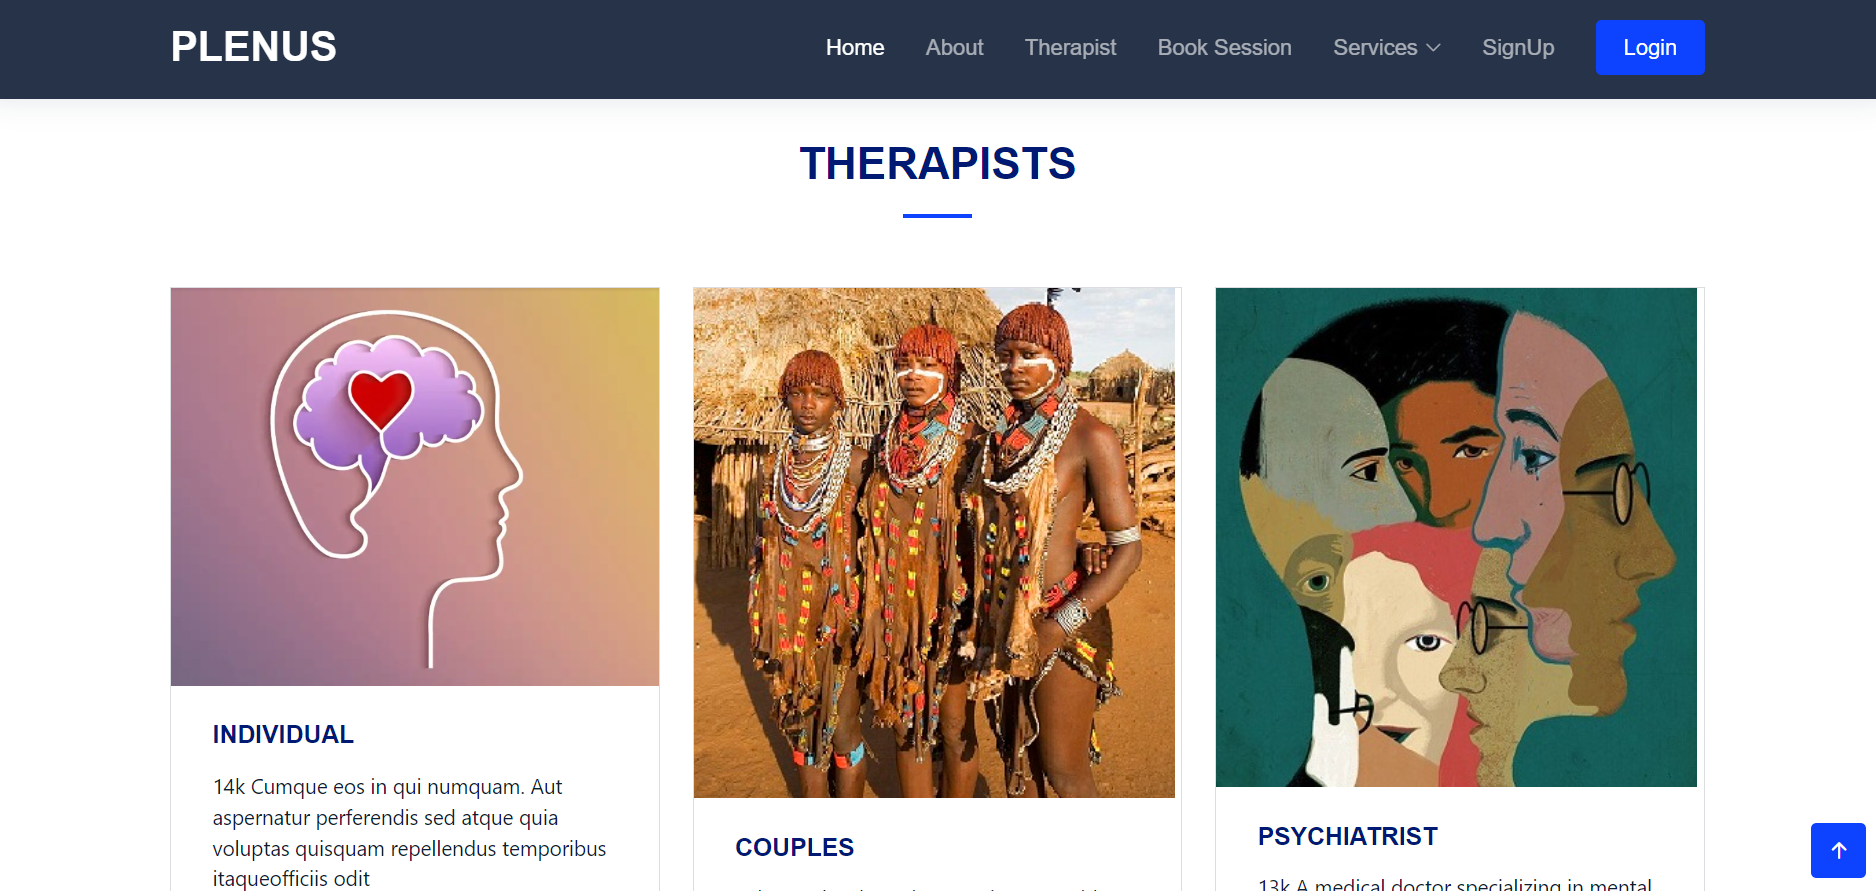 PLENUS
Home About Therapist Book Session Services SignUp Login
THERAPISTS
INDIVIDUAL
14k Cumque eos in qui numquam. Aut
aspernatur perferendis sed atque quia
voluptas quisquam repellendus temporibus
itaqueofficiis odit
COUPLES
PSYCHIATRIST
13k A medical doctor specializing in mental